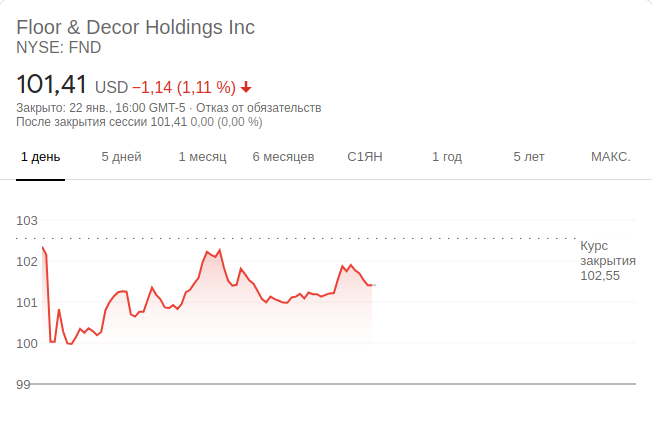 Floor & Decor Holdings Inc
NYSE: FND
101,41 USD −1,14 (1,11 %)
Закрыто: 22 янв., 16:00 GMT-5 · Отказ от обязательств
После закрытия сессии 101,41 0,00 (0,00 %)
1 день 5 дней 1 месяц 6 месяцев С1ЯН 1 год 5 лет МАКС.
103
Курс
закрытия
102,55
102
101
100
99